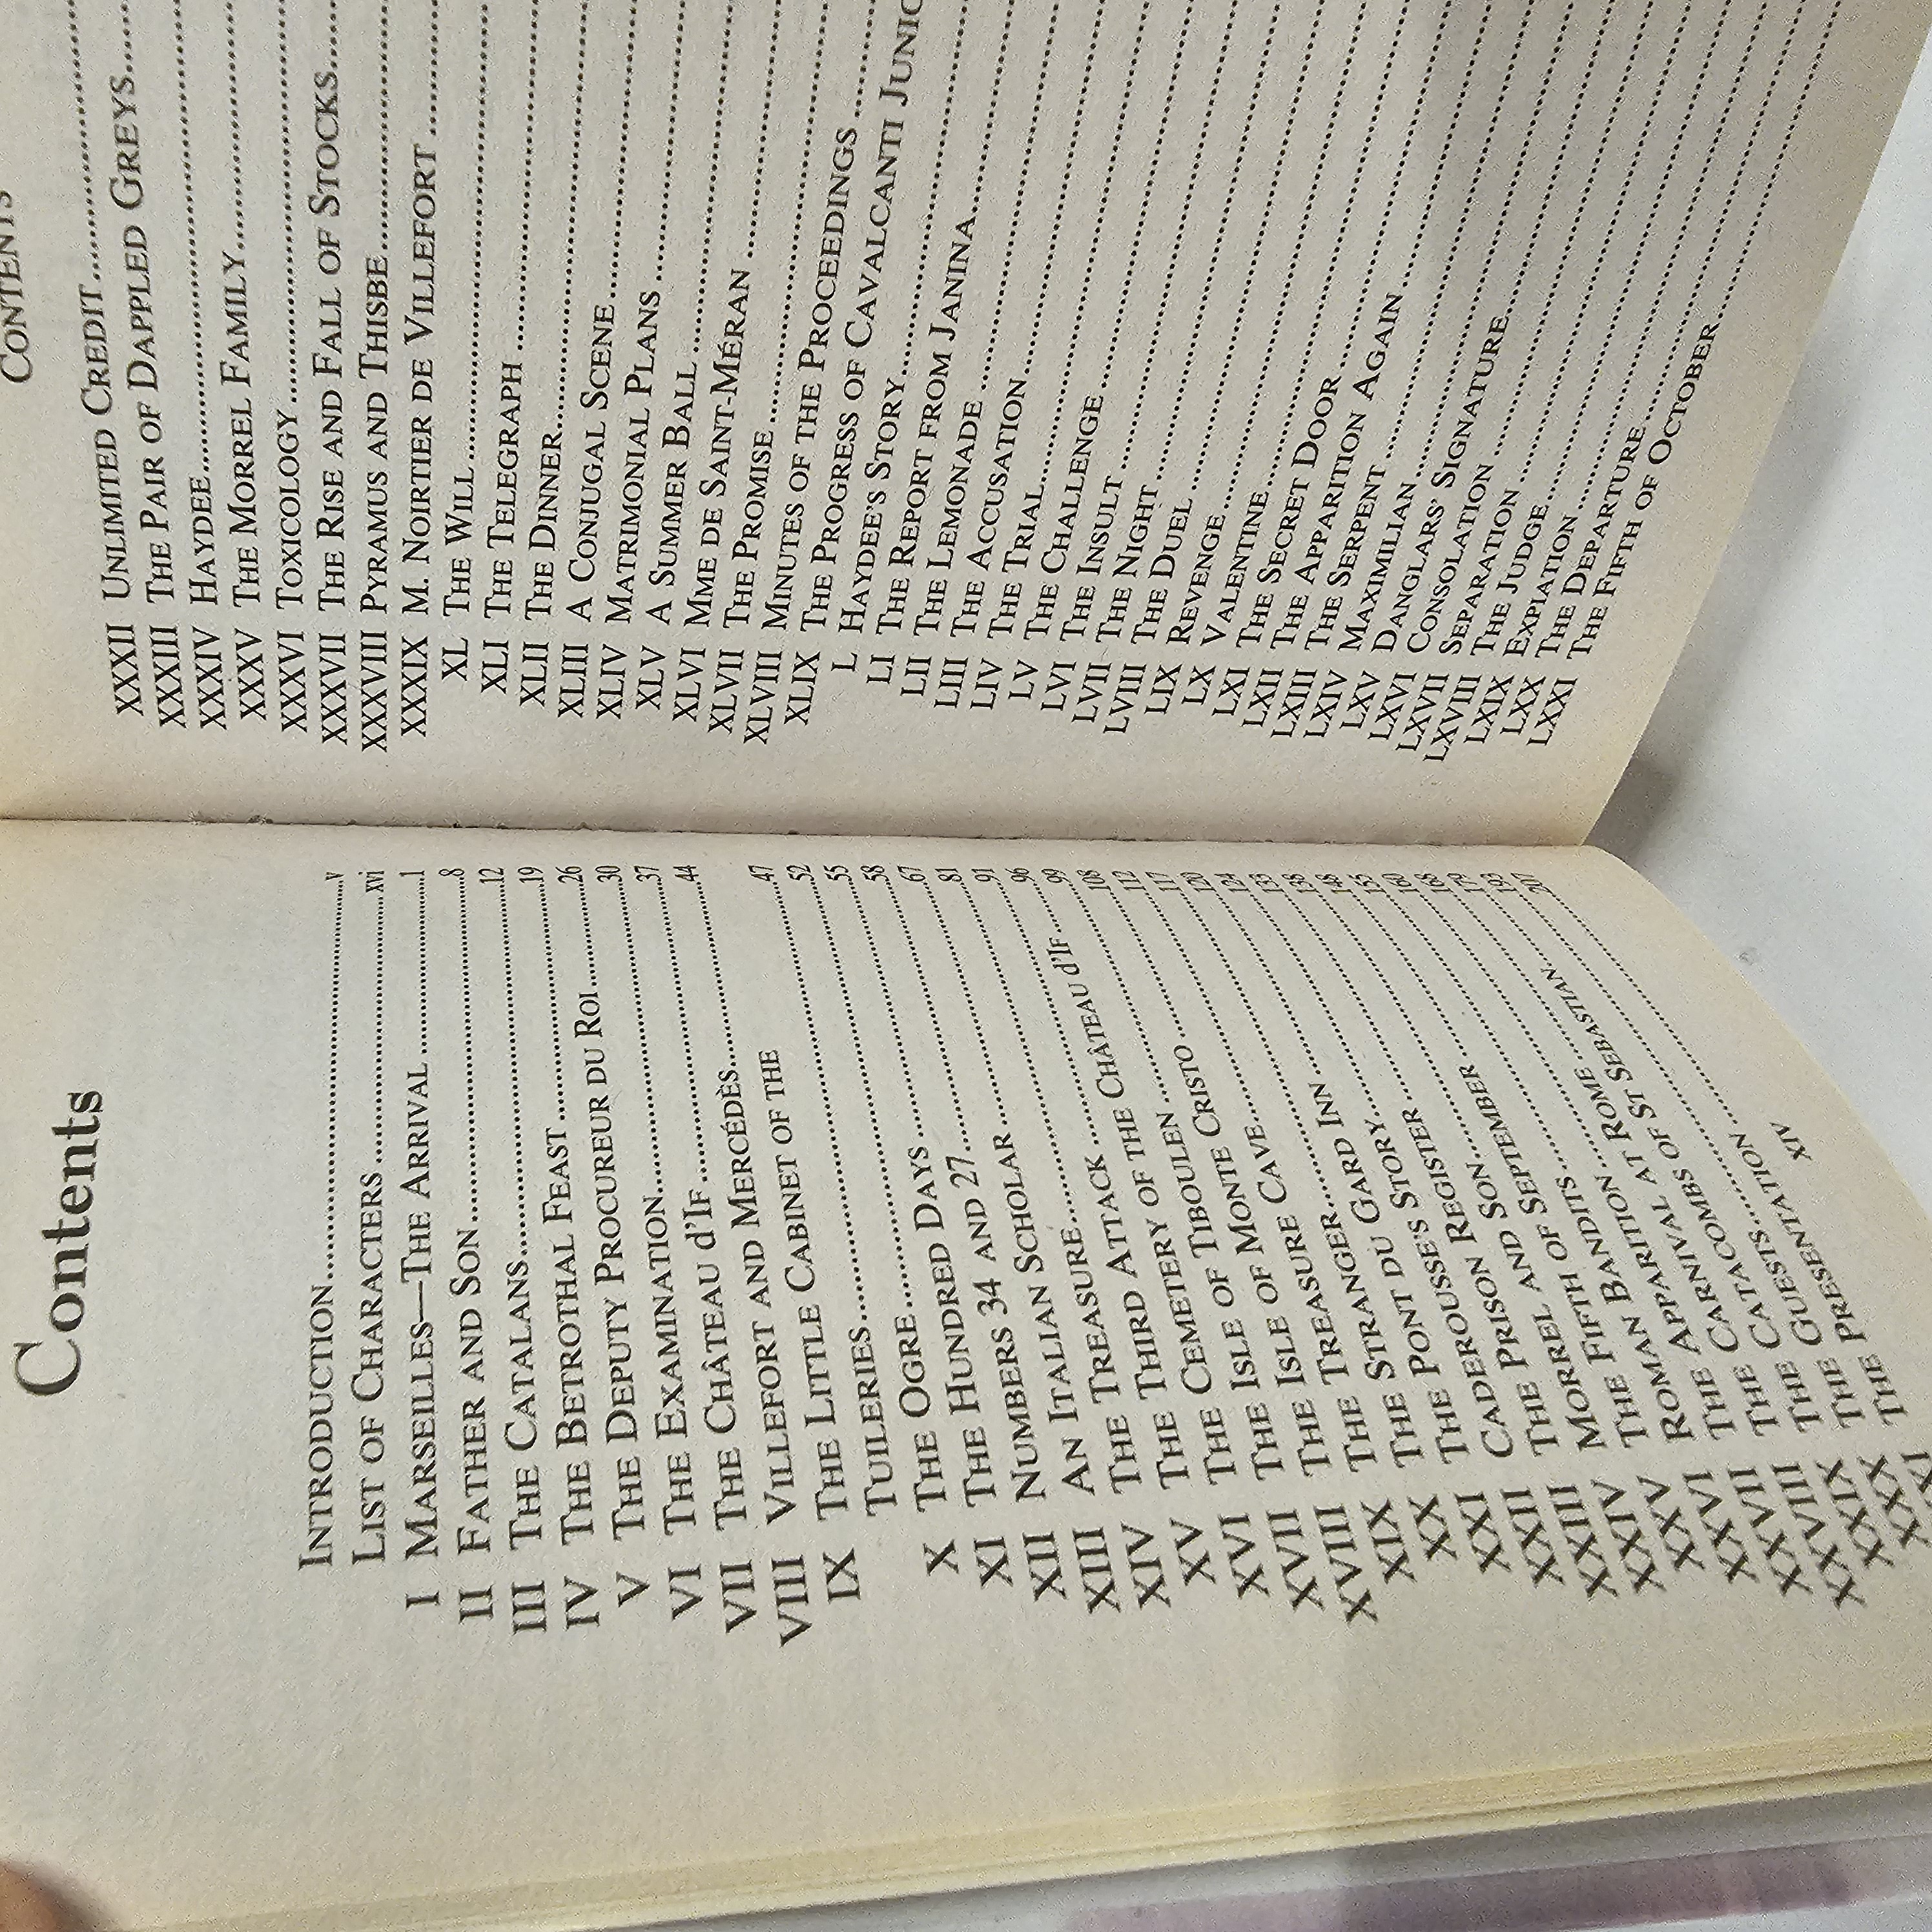 Contents
INTRODUCTION..........v
LIST OF CHARACTERS..........xvi
I MARSEILLES—THE ARRIVAL..........1
II FATHER AND SON..........8
III THE CATALANS..........12
IV THE BETROTHAL FEAST..........19
V THE DEPUTY PROCUREUR DU ROI..........26
VI THE EXAMINATION..........30
VII THE CHÂTEAU d'IF..........37
VIII VILLEFORT AND MERCÉDÈS..........44
IX THE LITTLE CABINET OF THE
TUILERIES..........47
X THE OGRE..........52
XI THE HUNDRED DAYS..........55
XII NUMBERS 34 AND 27..........58
XIII AN ITALIAN SCHOLAR..........67
XIV THE TREASURE..........81
XV THE THIRD ATTACK..........91
XVI THE CEMETERY OF THE CHÂTEAU d'IF..........96
XVII THE ISLE OF TIBOULEN..........99
XVIII THE ISLE OF MONTE CRISTO..........108
XIX THE TREASURE CAVE..........112
XX THE STRANGER..........117
XXI THE PONT DU GARD INN..........120
XXII CADEROUSSE'S STORY..........124
XXIII THE PRISON REGISTER..........133
XXIV MORREL AND SON..........138
XXV THE FIFTH OF SEPTEMBER..........148
XXVI ROMAN BANDITS..........155
XXVII THE APPARITION..........160
XXVIII THE CARNIVAL AT ROME..........168
XXIX THE CATACOMBS OF ST SEBASTIAN..........179
XXX THE GUESTS..........193
XI THE PRESENTATION..........207
XIV
CONTENTS
XXXII UNLIMITED CREDIT..........
XXXIII THE PAIR OF DAPPLED GREYS..........
XXXIV HAYDEE..........
XXXV THE MORREL FAMILY..........
XXXVI TOXICOLOGY..........
XXXVII THE RISE AND FALL OF STOCKS..........
XXXVIII PYRAMUS AND THISBE..........
XXXIX M. NOIRTIER DE VILLEFORT..........
XL THE WILL..........
XLI THE TELEGRAPH..........
XLII THE DINNER..........
XLIII A CONJUGAL SCENE..........
XLIV MATRIMONIAL PLANS..........
XLV A SUMMER BALL..........
XLVI MME DE SAINT-MÉRAN..........
XLVII THE PROMISE..........
XLVIII MINUTES OF THE PROCEEDINGS..........
XLIX THE PROGRESS OF CAVALCANTI JUNIO
L HAYDEE'S STORY..........
LI THE REPORT FROM JANINA..........
LII THE LEMONADE..........
LIII THE ACCUSATION..........
LIV THE TRIAL..........
LV THE CHALLENGE..........
LVI THE INSULT..........
LVII THE NIGHT..........
LVIII THE DUEL..........
LIX REVENGE..........
LX VALENTINE..........
LXI THE SECRET DOOR..........
LXII THE APPARITION AGAIN..........
LXIII THE SERPENT..........
LXIV MAXIMILIAN..........
LXV DANGLARS' SIGNATURE..........
LXVI CONSOLATION..........
LXVII SEPARATION..........
LXVIII THE JUDGE..........
LXIX EXPIATION..........
LXX THE DEPARTURE..........
LXXI THE FIFTH OF OCTOBER..........